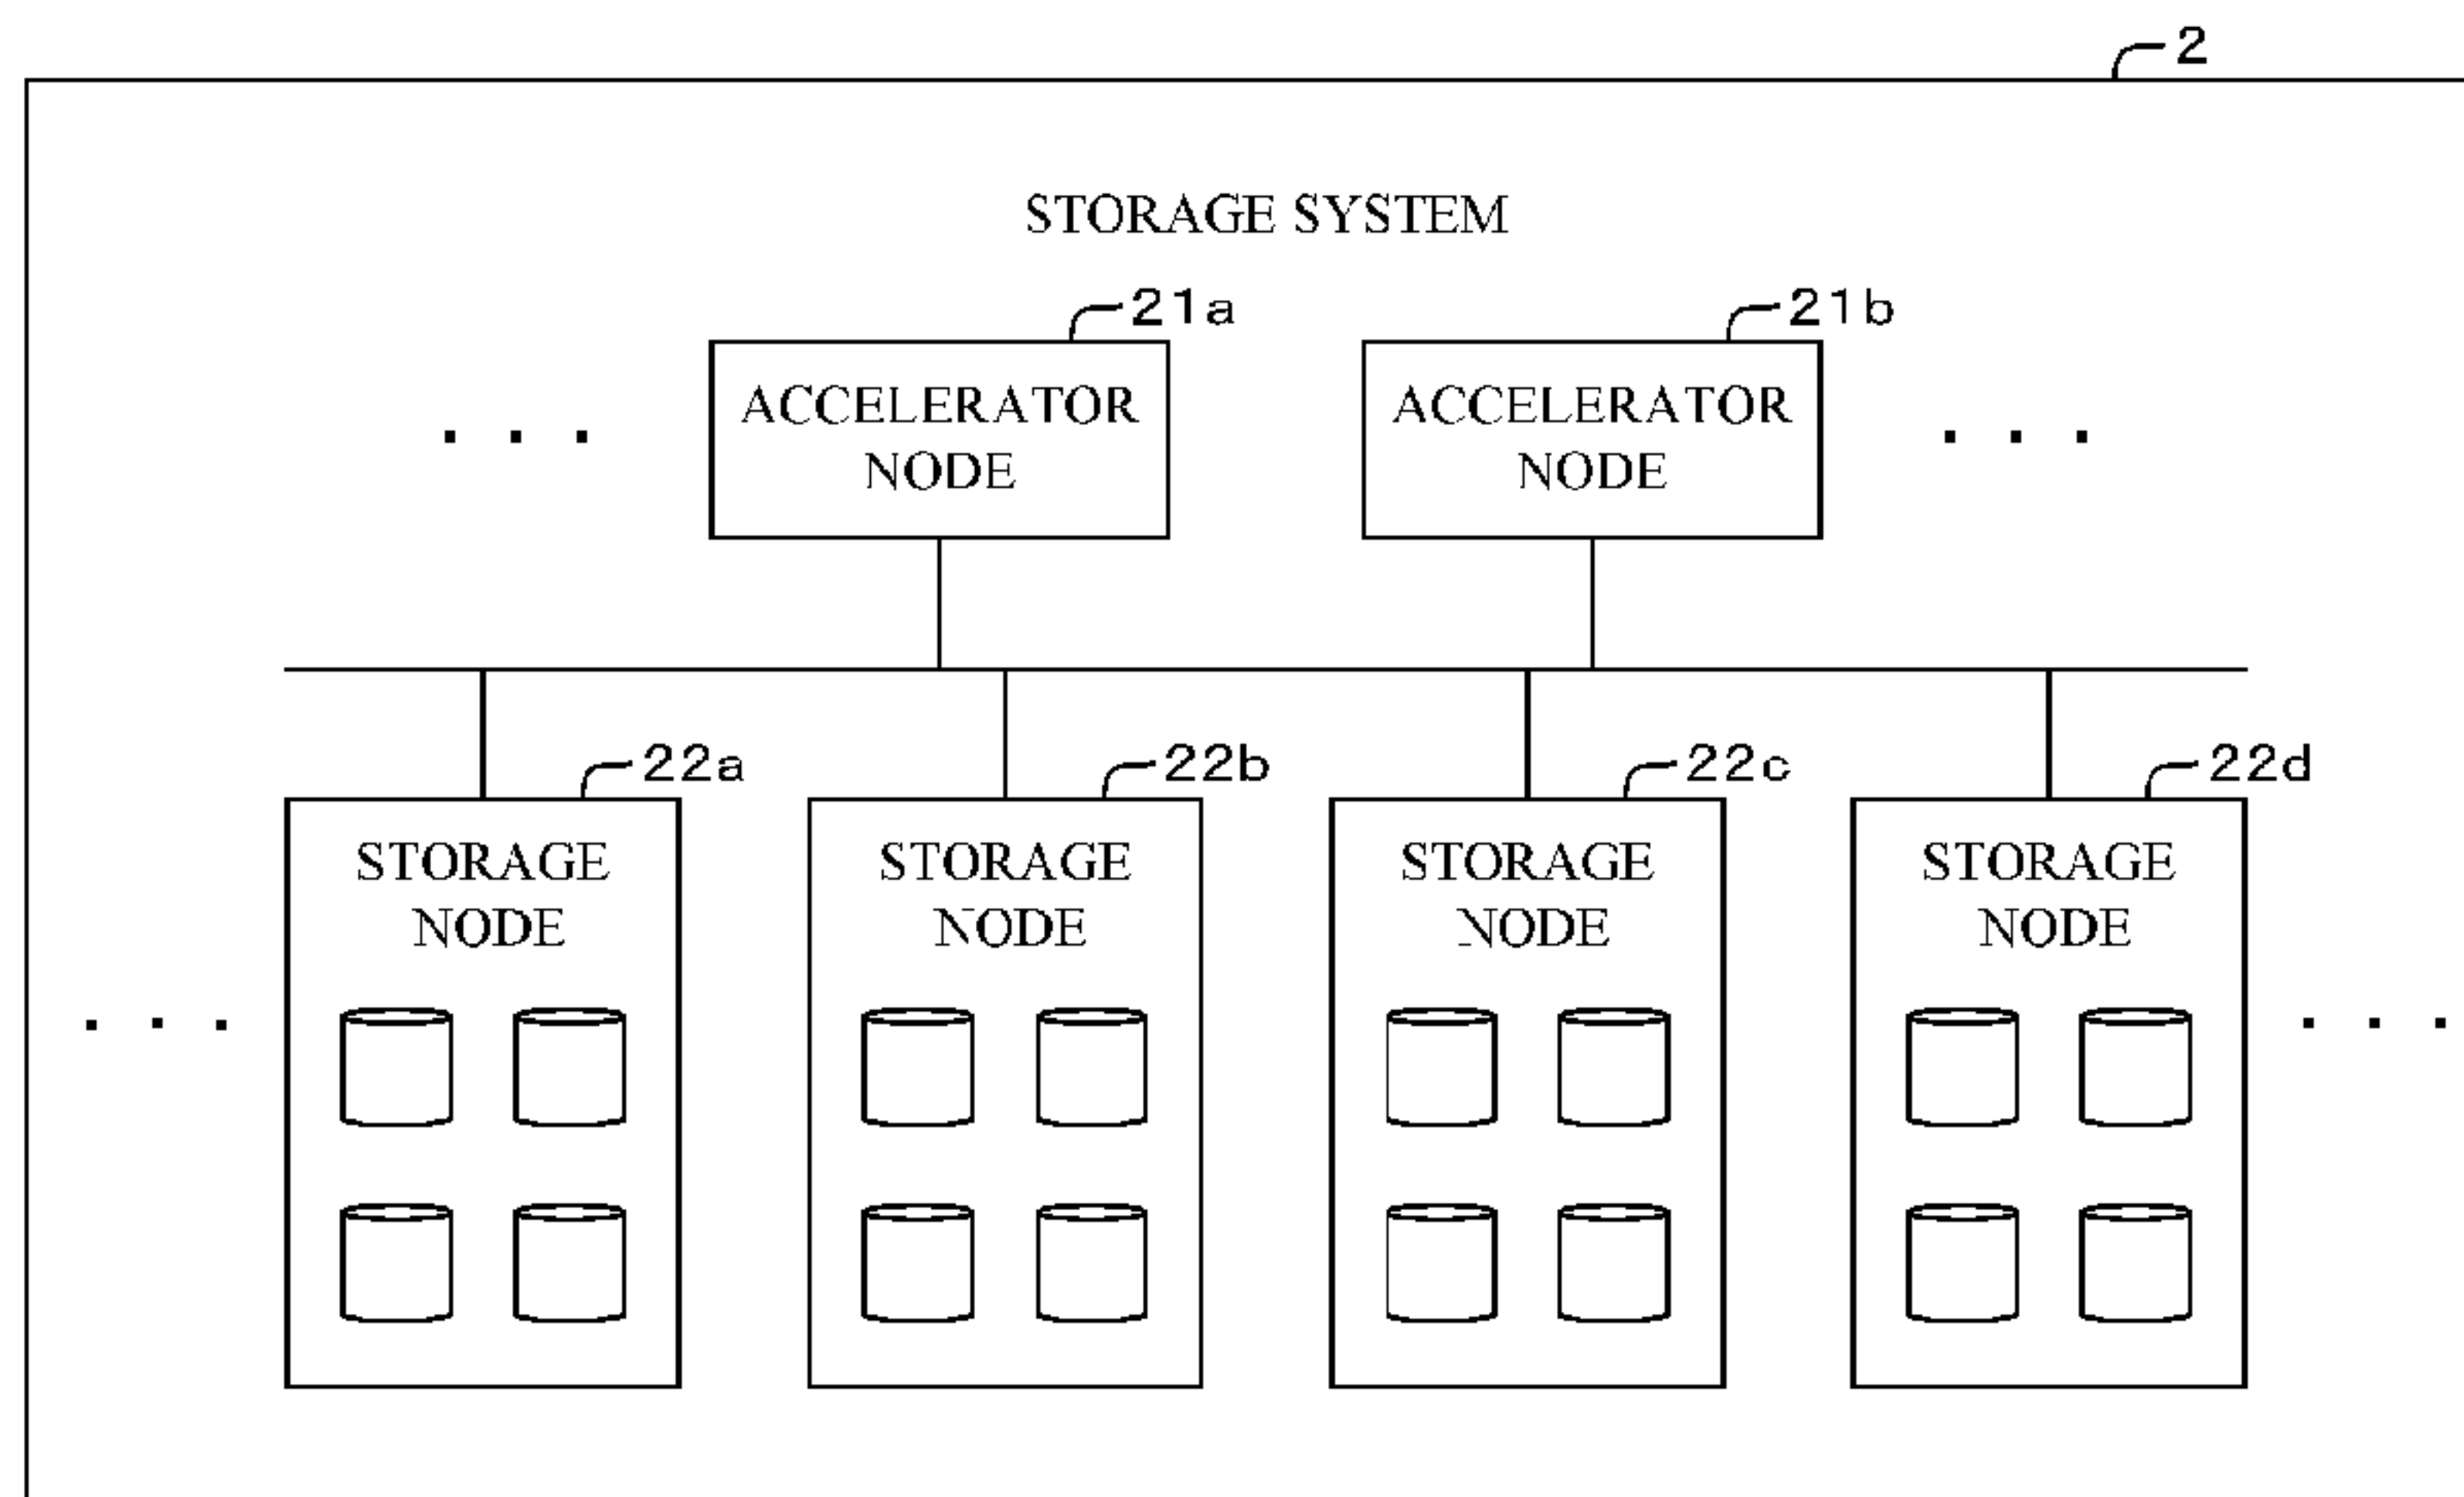 2
STORAGE SYSTEM
21a
21b
ACCELERATOR
NODE
ACCELERATOR
NODE
. . .
. . .
22a
22b
22c
22d
STORAGE
NODE
STORAGE
NODE
STORAGE
NODE
STORAGE
NODE
. . .
. . .